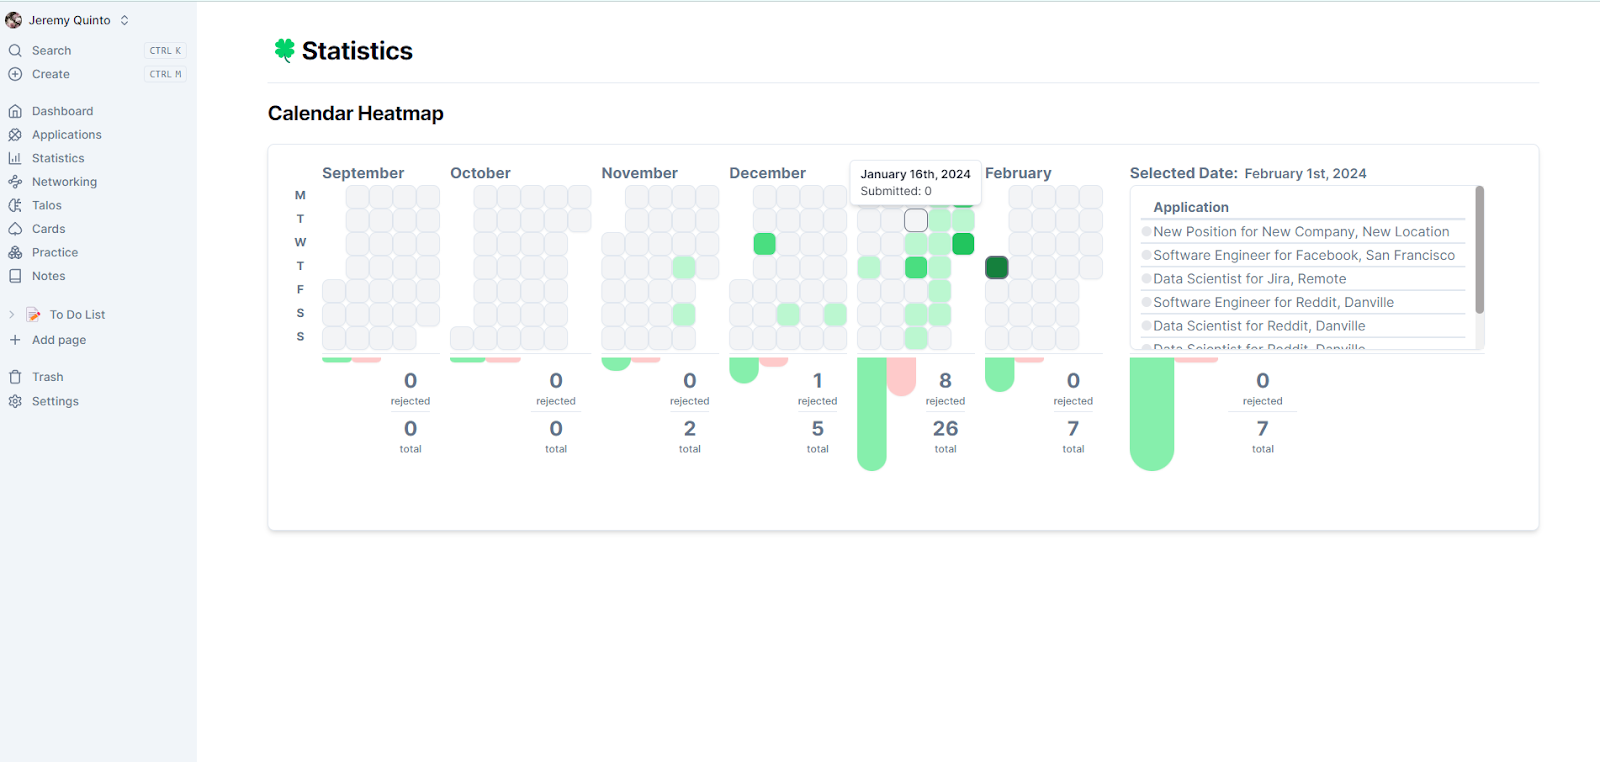 Jeremy Quinto
Search CTRL K
Create CTRL M
Dashboard
Applications
Statistics
Networking
Talos
Cards
Practice
Notes
To Do List
Add page
Trash
Settings
Statistics
Calendar Heatmap
September October November December February
January 16th, 2024
Submitted: 0
M
T
W
T
F
S
S
0
rejected
0
total
0
rejected
0
total
0
rejected
2
total
1
rejected
5
total
8
rejected
26
total
0
rejected
7
total
Selected Date: February 1st, 2024
Application
New Position for New Company, New Location
Software Engineer for Facebook, San Francisco
Data Scientist for Jira, Remote
Software Engineer for Reddit, Danville
Data Scientist for Reddit, Danville
Data Scientist for Reddit, Danville
0
rejected
7
total